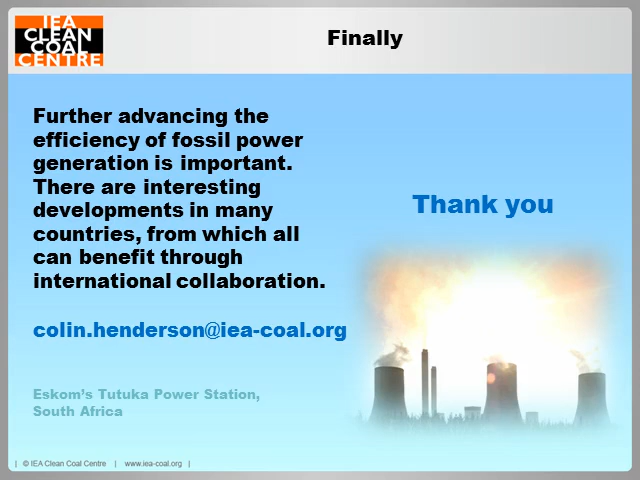 IEA
CLEAN
COAL
CENTRE
Finally
Further advancing the
efficiency of fossil power
generation is important.
There are interesting
developments in many
countries, from which all
can benefit through
international collaboration.
Thank you
colin.henderson@iea-coal.org
Eskom's Tutuka Power Station,
South Africa
| © IEA Clean Coal Centre | www.iea-coal.org |